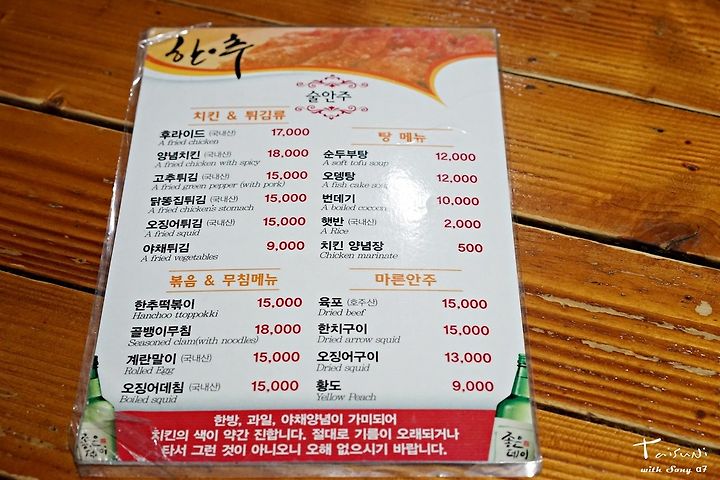 한·추
술안주
치킨 & 튀김류
후라이드 (국내산) 17,000
A fried chicken
양념치킨 (국내산) 18,000
A fried chicken with spicy
고추튀김 (국내산) 15,000
A fried green pepper (with pork)
닭똥집튀김 (국내산) 15,000
A fried chicken's stomach
오징어튀김 (국내산) 15,000
A fried squid
야채튀김 9,000
A fried vegetables
탕 메뉴
순두부탕 12,000
A soft tofu soup
오뎅탕 12,000
A fish cake soup
번데기 10,000
A boiled cocoon
햇반 (국내산) 2,000
A Rice
치킨 양념장 500
Chicken marinate
볶음 & 무침메뉴
한추떡볶이 15,000
Hanchoo ttoppokki
골뱅이무침 18,000
Seasoned clam(with noodles)
계란말이 (국내산) 15,000
Rolled Egg
오징어데침 (국내산) 15,000
Boiled squid
마른안주
육포 (호주산) 15,000
Dried beef
한치구이 15,000
Dried arrow squid
오징어구이 13,000
Dried squid
황도 9,000
Yellow Peach
한방, 과일, 야채양념이 가미되어
치킨의 색이 약간 진합니다. 절대로 기름이 오래되거나
타서 그런 것이 아니오니 오해 없으시기 바랍니다.
좋은
데이
좋은
데이
TaisuNi
with Sony α7